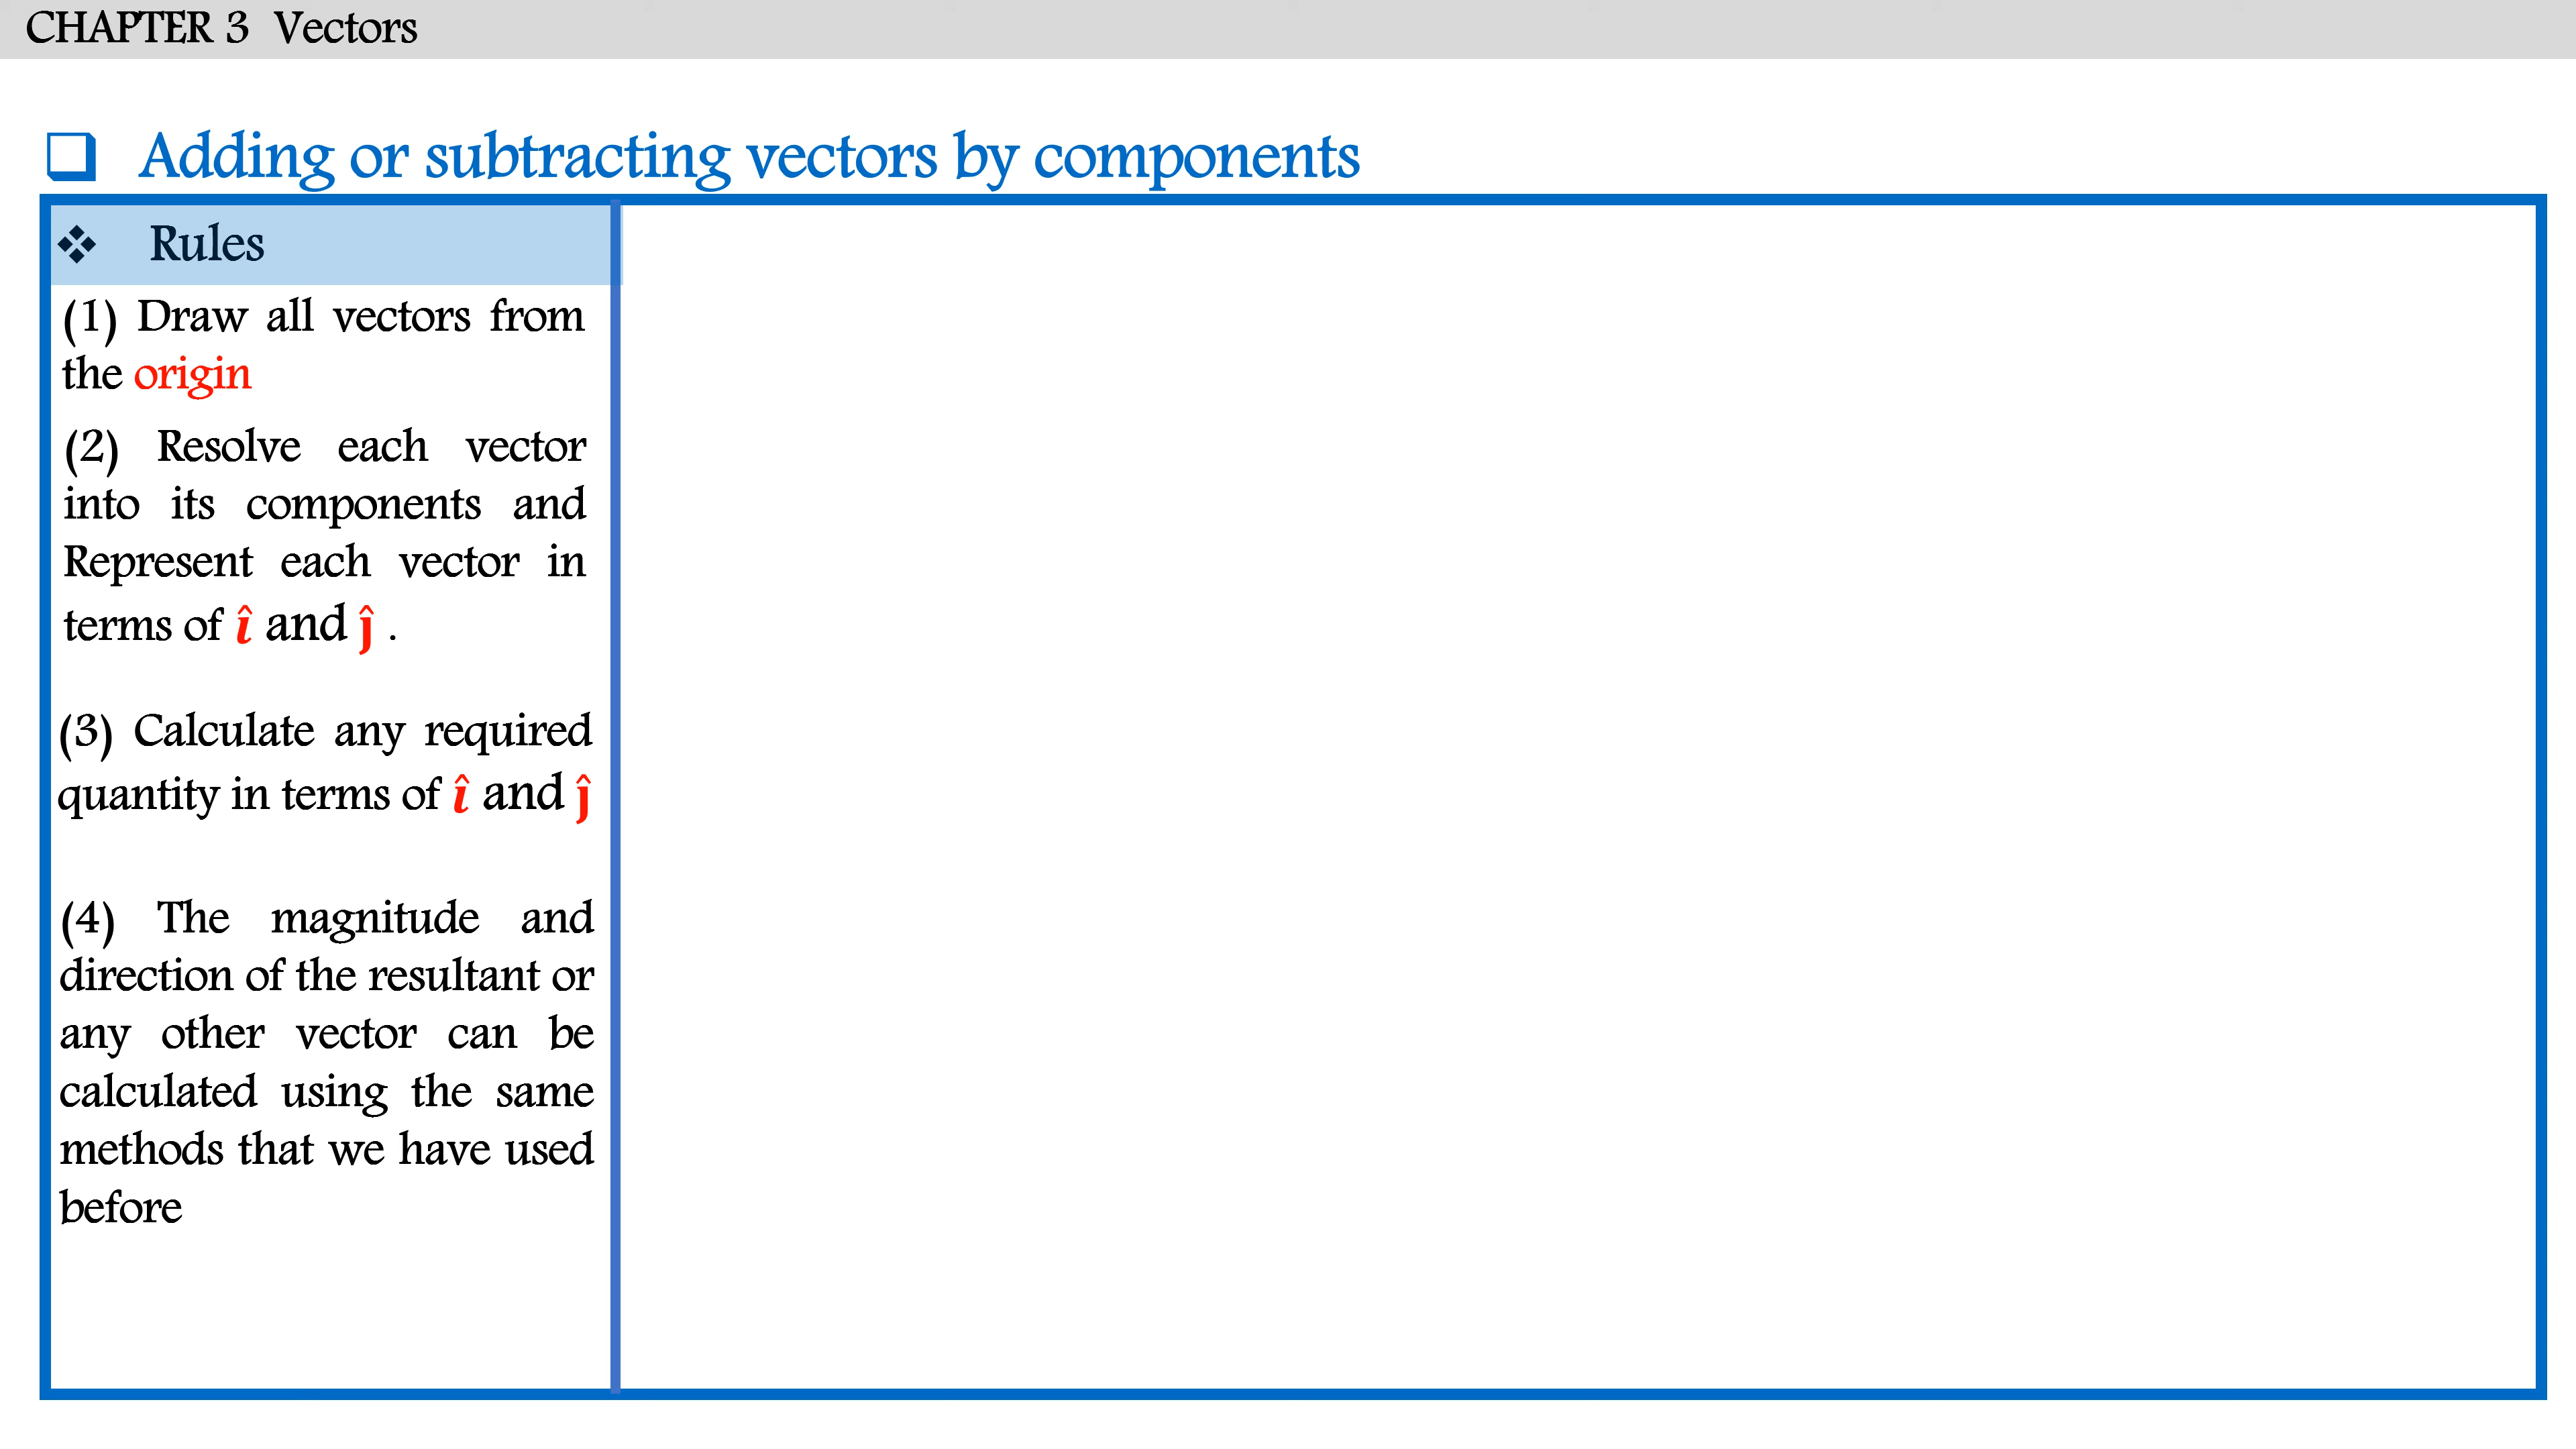 CHAPTER 3 Vectors
❑ Adding or subtracting vectors by components
❖ Rules
(1) Draw all vectors from
the origin
(2) Resolve each vector
into its components and
Represent each vector in
terms of î and ĵ .
(3) Calculate any required
quantity in terms of î and ĵ
(4) The magnitude and
direction of the resultant or
any other vector can be
calculated using the same
methods that we have used
before